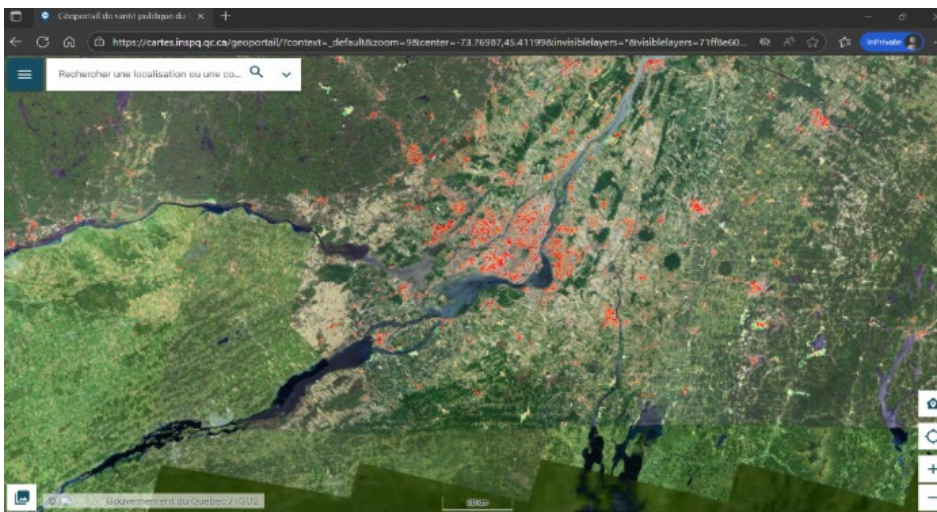 Géoportail de santé publique du
https://cartes.inspq.qc.ca/geoportail/?context=_default&zoom=9&center=-73.76987,45.41199&invisiblelayers=*&visiblelayers=71ff8e60...
InPrivate
Rechercher une localisation ou une co...
Gouvernement du Québec